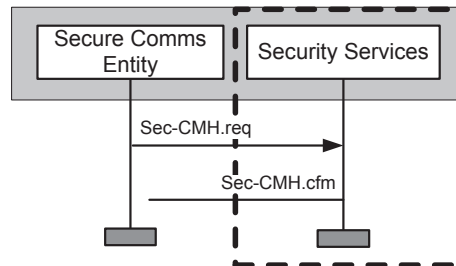 Secure Comms
Entity
Security Services
Sec-CMH.req
Sec-CMH.cfm